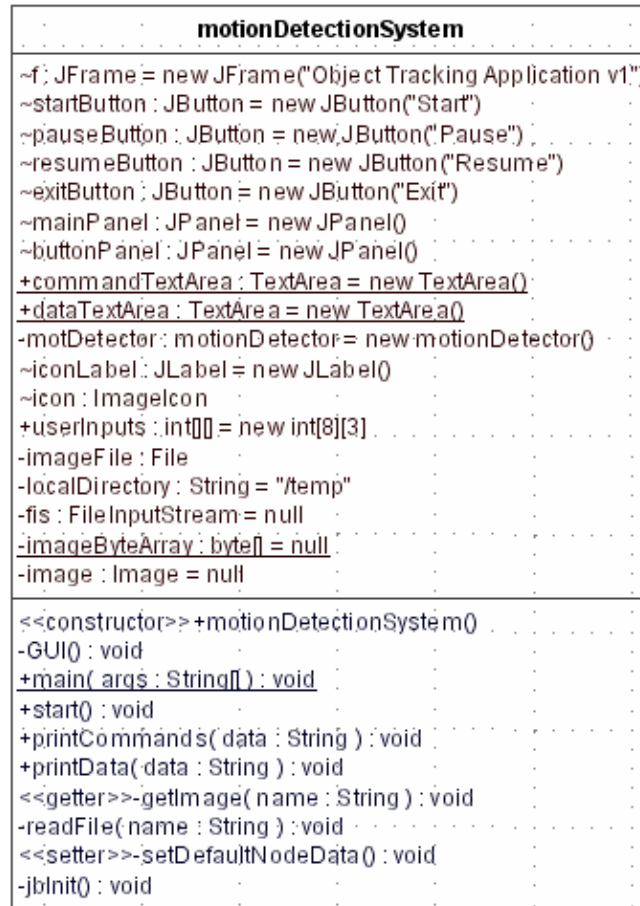 motionDetectionSystem
~f : JFrame = new JFrame("Object Tracking Application v1")
~startButton : JButton = new JButton("Start")
~pauseButton : JButton = new JButton("Pause")
~resumeButton : JButton = new JButton("Resume")
~exitButton : JButton = new JButton("Exit")
~mainPanel : JPanel = new JPanel()
~buttonPanel : JPanel = new JPanel()
+commandTextArea : TextArea = new TextArea()
+dataTextArea : TextArea = new TextArea()
-motDetector : motionDetector = new motionDetector()
~iconLabel : JLabel = new JLabel()
~icon : ImageIcon
+userInputs : int[][] = new int[8][3]
-imageFile : File
-localDirectory : String = "/temp"
-fis : FileInputStream = null
-imageByteArray : byte[] = null
-image : Image = null
<<constructor>>+motionDetectionSystem()
-GUI() : void
+main( args : String[] ) : void
+start() : void
+printCommands( data : String ) : void
+printData( data : String ) : void
<<getter>>-getImage( name : String ) : void
-readFile( name : String ) : void
<<setter>>-setDefaultNodeData() : void
-jbInit() : void